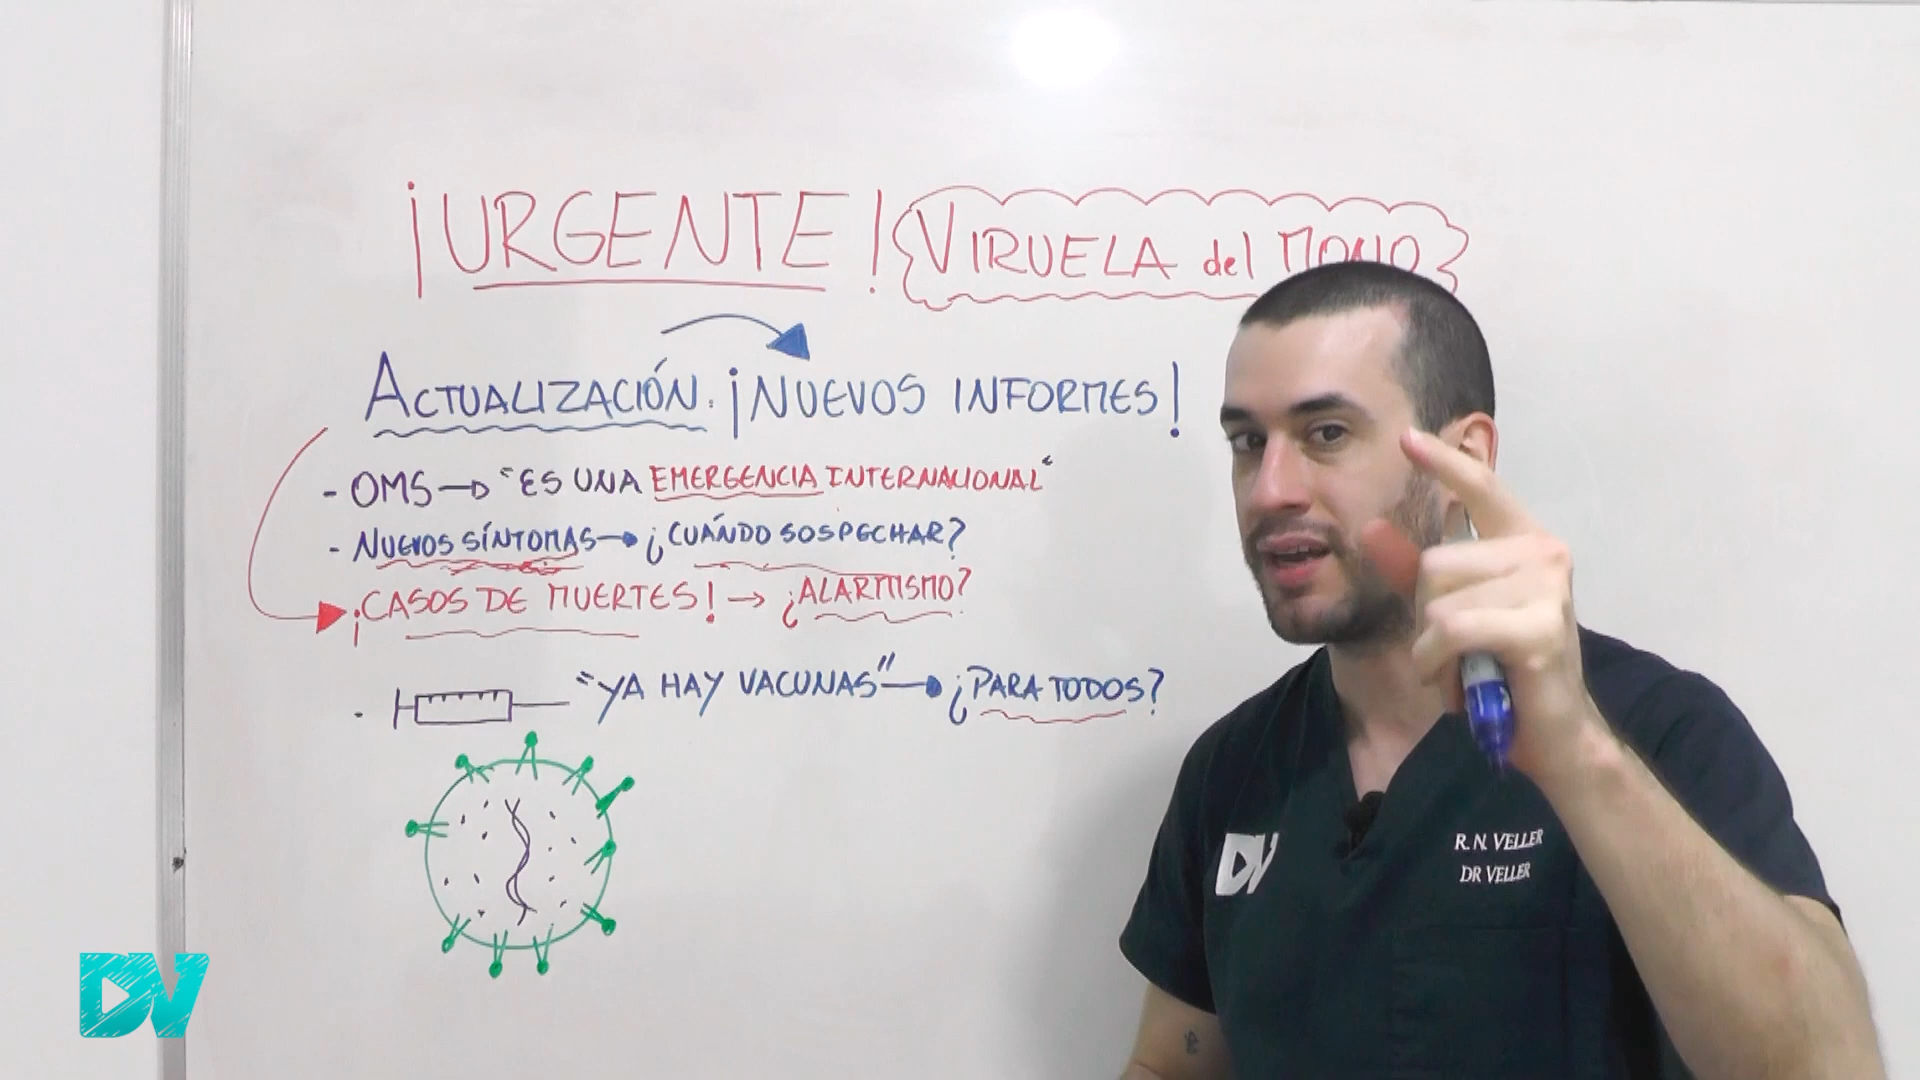 ¡URGENTE! VIRUELA del MONO
ACTUALIZACIÓN: ¡NUEVOS INFORMES!
- OMS → "ES UNA EMERGENCIA INTERNACIONAL"
- NUEVOS SÍNTOMAS → ¿CUÁNDO SOSPECHAR?
¡CASOS DE MUERTES! → ¿ALARMISMO?
- "YA HAY VACUNAS" → ¿PARA TODOS?
R.N. VELLER
DR VELLER
DV
DV